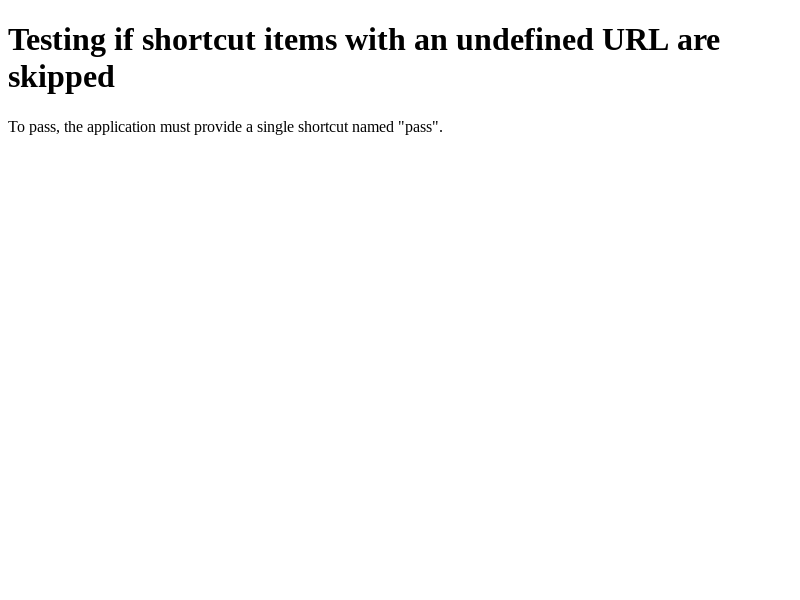 Testing if shortcut items with an undefined URL are
skipped
To pass, the application must provide a single shortcut named "pass".